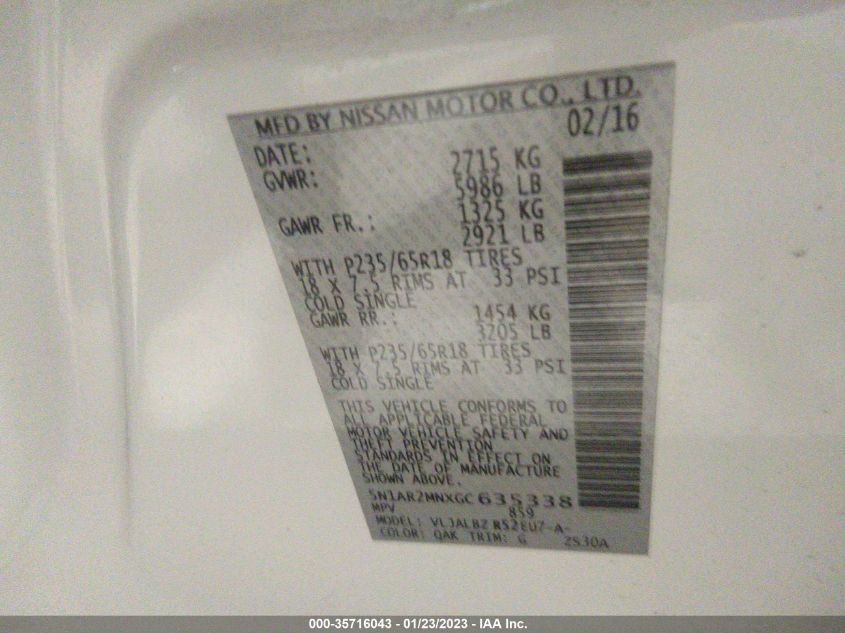 MFD BY NISSAN MOTOR CO., LTD.
DATE: 02/16
GVWR: 2715 KG
5986 LB
GAWR FR.: 1325 KG
2921 LB
WITH P235/65R18 TIRES
18 X 7.5 RIMS AT 33 PSI
COLD SINGLE
GAWR RR.: 1454 KG
3205 LB
WITH P235/65R18 TIRES
18 X 7.5 RIMS AT 33 PSI
COLD SINGLE
THIS VEHICLE CONFORMS TO
ALL APPLICABLE FEDERAL
MOTOR VEHICLE SAFETY AND
THEFT PREVENTION
STANDARDS IN EFFECT ON
THE DATE OF MANUFACTURE
SHOWN ABOVE.
5N1AR2MNXGC635338
MPV 859
MODEL: VLJALBZ R52EU7-A-
COLOR: QAK TRIM: G 2S30A
000-35716043 - 01/23/2023 - IAA Inc.